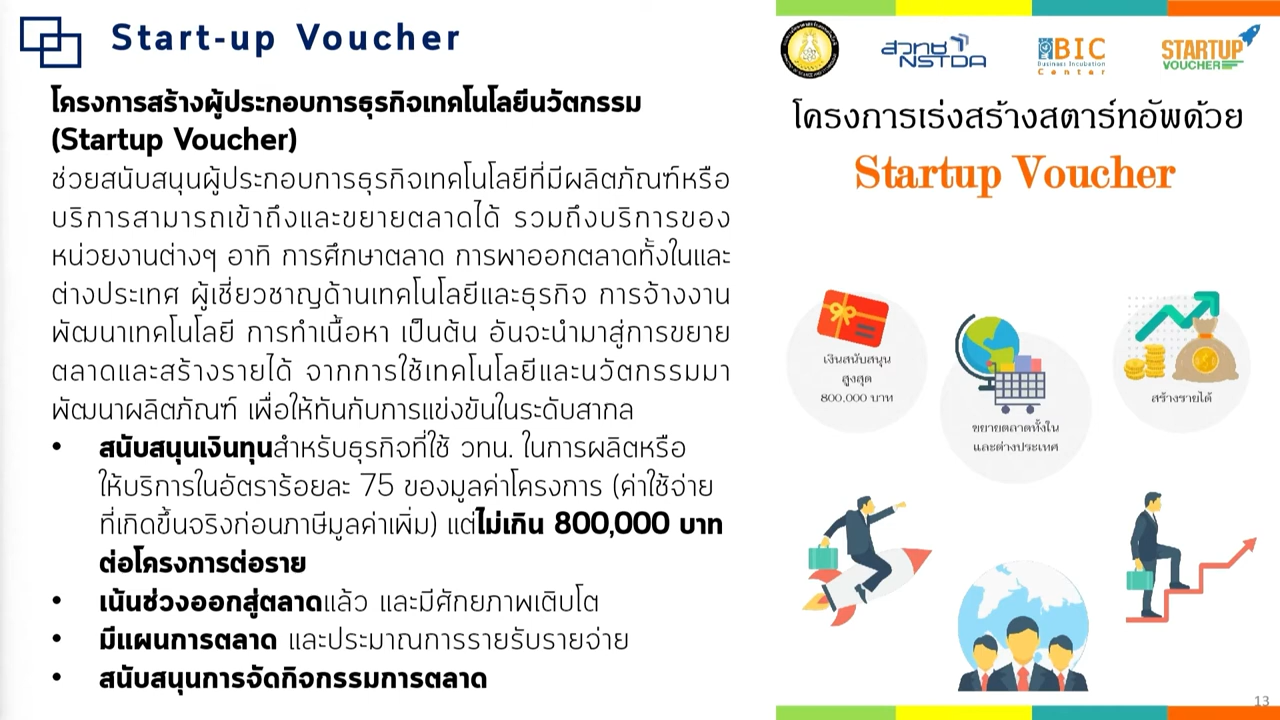 Start-up Voucher
โครงการสร้างผู้ประกอบการธุรกิจเทคโนโลยีนวัตกรรม
(Startup Voucher)
ช่วยสนับสนุนผู้ประกอบการธุรกิจเทคโนโลยีที่มีผลิตภัณฑ์หรือ
บริการสามารถเข้าถึงและขยายตลาดได้ รวมถึงบริการของ
หน่วยงานต่างๆ อาทิ การศึกษาตลาด การพาออกตลาดทั้งในและ
ต่างประเทศ ผู้เชี่ยวชาญด้านเทคโนโลยีและธุรกิจ การจ้างงาน
พัฒนาเทคโนโลยี การทำเนื้อหา เป็นต้น อันจะนำมาสู่การขยาย
ตลาดและสร้างรายได้ จากการใช้เทคโนโลยีและนวัตกรรมมา
พัฒนาผลิตภัณฑ์ เพื่อให้ทันกับการแข่งขันในระดับสากล
• สนับสนุนเงินทุนสำหรับธุรกิจที่ใช้ วทน. ในการผลิตหรือ
ให้บริการในอัตราร้อยละ 75 ของมูลค่าโครงการ (ค่าใช้จ่าย
ที่เกิดขึ้นจริงก่อนภาษีมูลค่าเพิ่ม) แต่ไม่เกิน 800,000 บาท
ต่อโครงการต่อราย
• เน้นช่วงออกสู่ตลาดแล้ว และมีศักยภาพเติบโต
• มีแผนการตลาด และประมาณการรายรับรายจ่าย
• สนับสนุนการจัดกิจกรรมการตลาด
สวทช
NSTDA
BIC
Business Incubation
Center
STARTUP
VOUCHER
โครงการเร่งสร้างสตาร์ทอัพด้วย
Startup Voucher
เงินสนับสนุน
สูงสุด
800,000 บาท
ขยายตลาดทั้งใน
และต่างประเทศ
สร้างรายได้
13